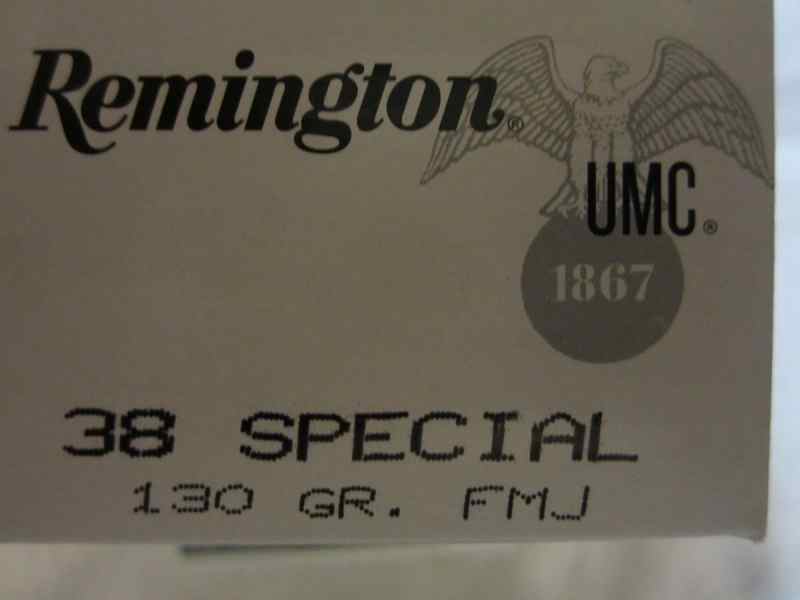 Remington®
UMC®
1867
38 SPECIAL
130 GR. FMJ